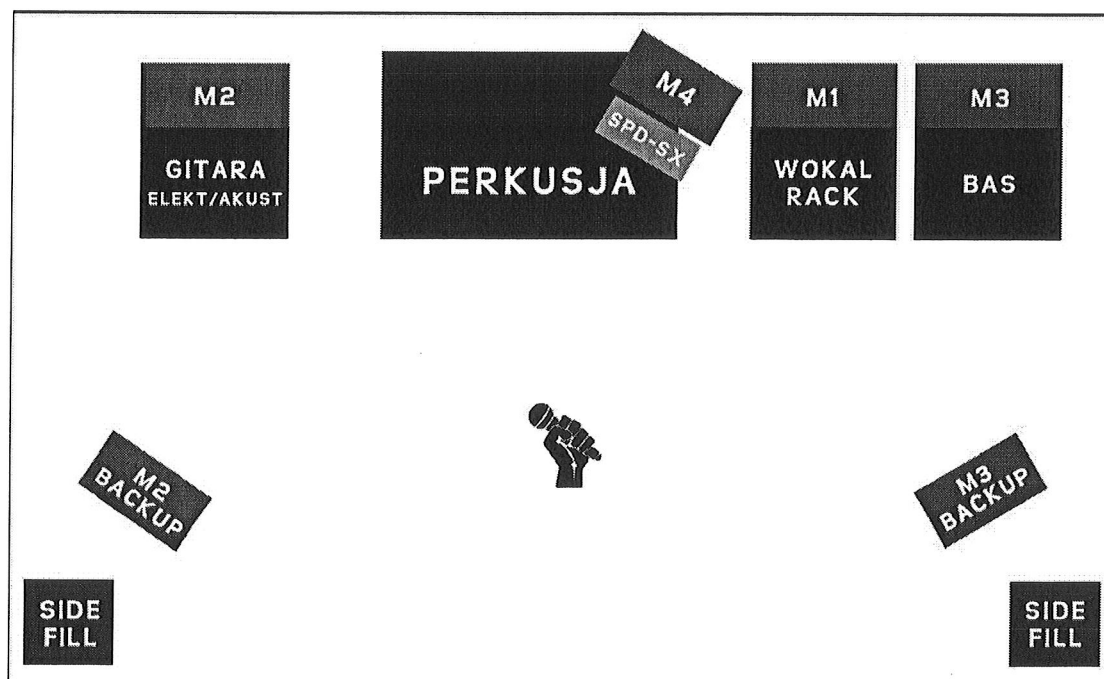 M2
GITARA
ELEKT/AKUST
PERKUSJA
M4
SPD-SX
M1
WOKAL
RACK
M3
BAS
M2
BACKUP
M3
BACKUP
SIDE
FILL
SIDE
FILL